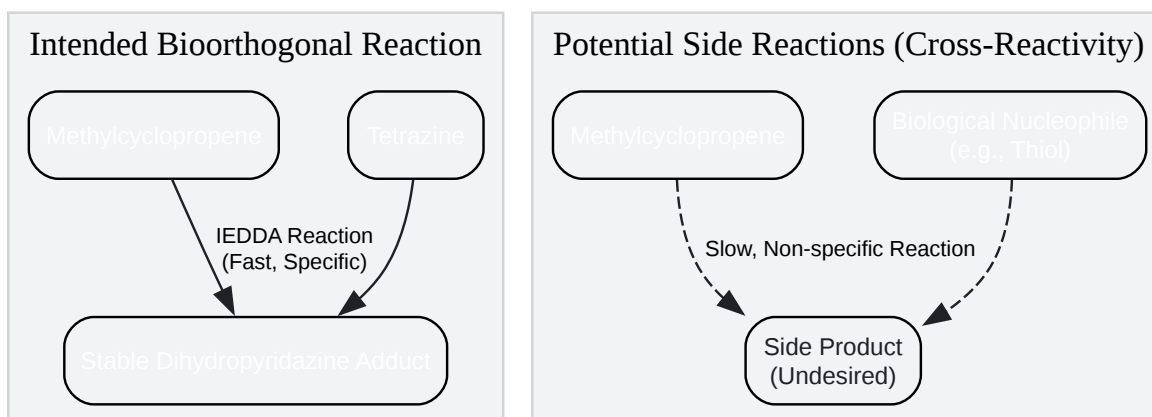 Intended Bioorthogonal Reaction
Methylcyclopropene
Tetrazine
IEDDA Reaction
(Fast, Specific)
Stable Dihydropyridazine Adduct
Potential Side Reactions (Cross-Reactivity)
Methylcyclopropene
Biological Nucleophile
(e.g., Thiol)
Slow, Non-specific Reaction
Side Product
(Undesired)